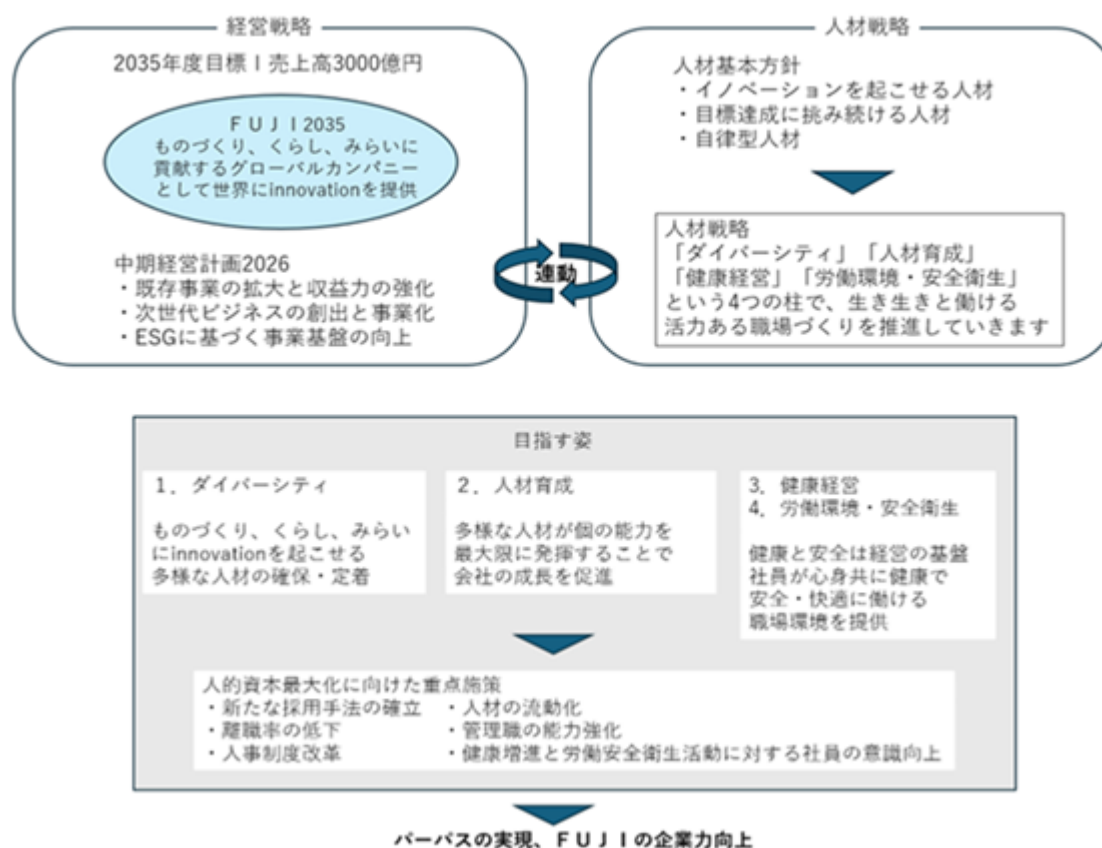 経営戦略
2035年度目標｜売上高3000億円
ＦＵＪＩ2035
ものづくり、くらし、みらいに
貢献するグローバルカンパニー
として世界にinnovationを提供
中期経営計画2026
・既存事業の拡大と収益力の強化
・次世代ビジネスの創出と事業化
・ESGに基づく事業基盤の向上
連動
人材戦略
人材基本方針
・イノベーションを起こせる人材
・目標達成に挑み続ける人材
・自律型人材
人材戦略
「ダイバーシティ」「人材育成」
「健康経営」「労働環境・安全衛生」
という4つの柱で、生き生きと働ける
活力ある職場づくりを推進していきます
目指す姿
１．ダイバーシティ
ものづくり、くらし、みらい
にinnovationを起こせる
多様な人材の確保・定着
２．人材育成
多様な人材が個の能力を
最大限に発揮することで
会社の成長を促進
３．健康経営
４．労働環境・安全衛生
健康と安全は経営の基盤
社員が心身共に健康で
安全・快適に働ける
職場環境を提供
人的資本最大化に向けた重点施策
・新たな採用手法の確立　・人材の流動化
・離職率の低下　・管理職の能力強化
・人事制度改革　・健康増進と労働安全衛生活動に対する社員の意識向上
パーパスの実現、ＦＵＪＩの企業力向上